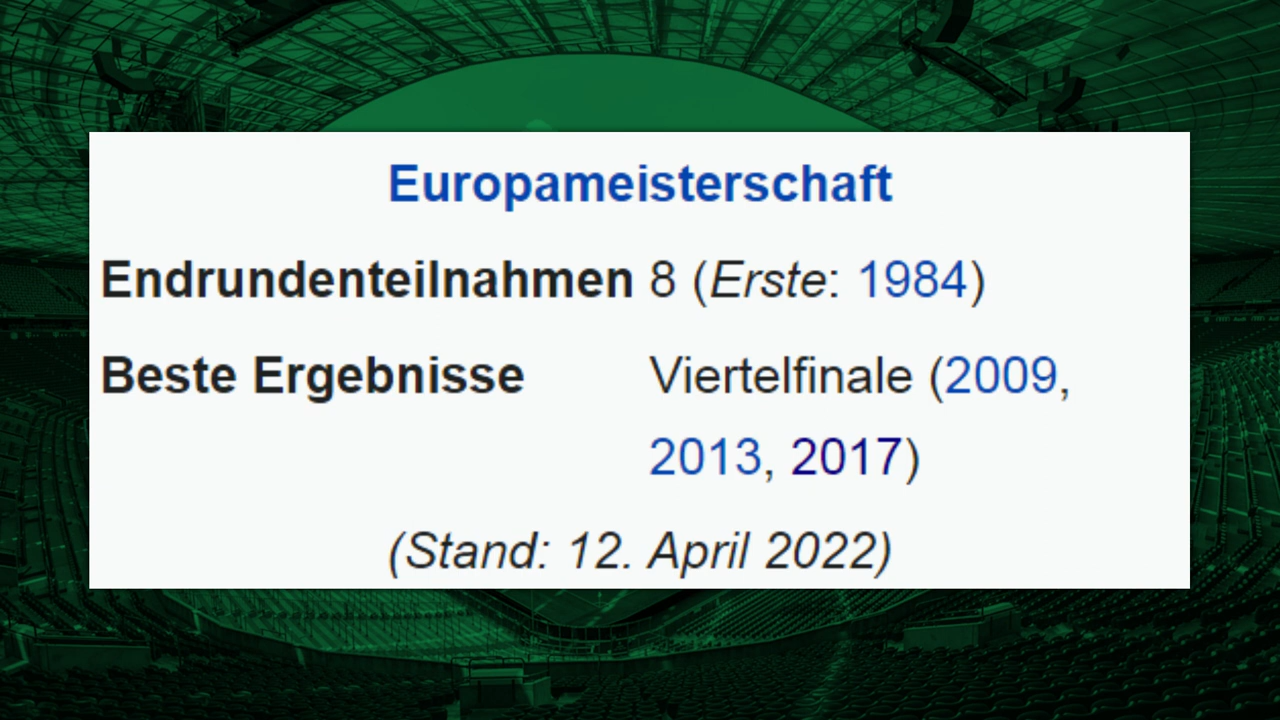 Europameisterschaft
Endrundenteilnahmen 8 (Erste: 1984)
Beste Ergebnisse Viertelfinale (2009,
2013, 2017)
(Stand: 12. April 2022)